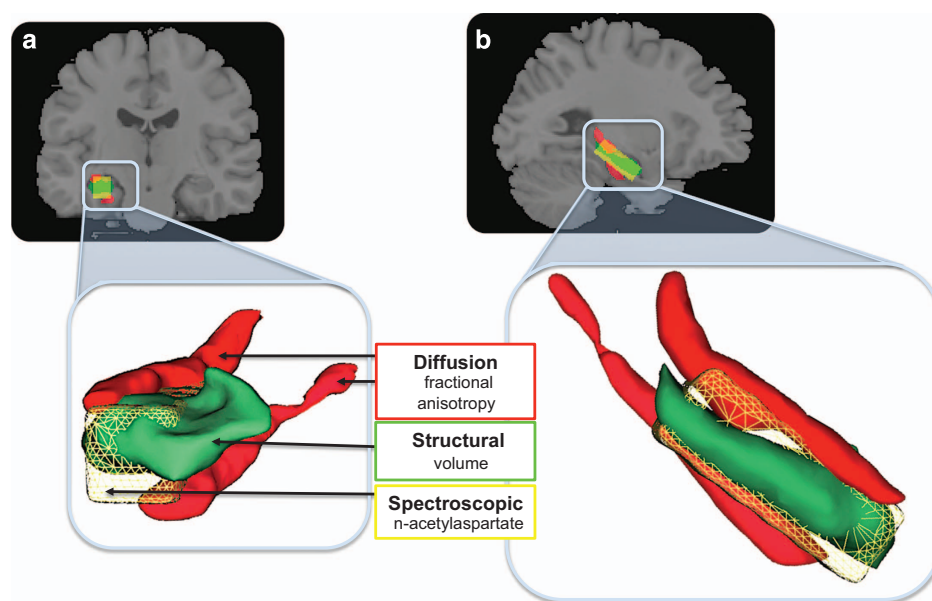 a
b
Diffusion
fractional
anisotropy
Structural
volume
Spectroscopic
n-acetylaspartate